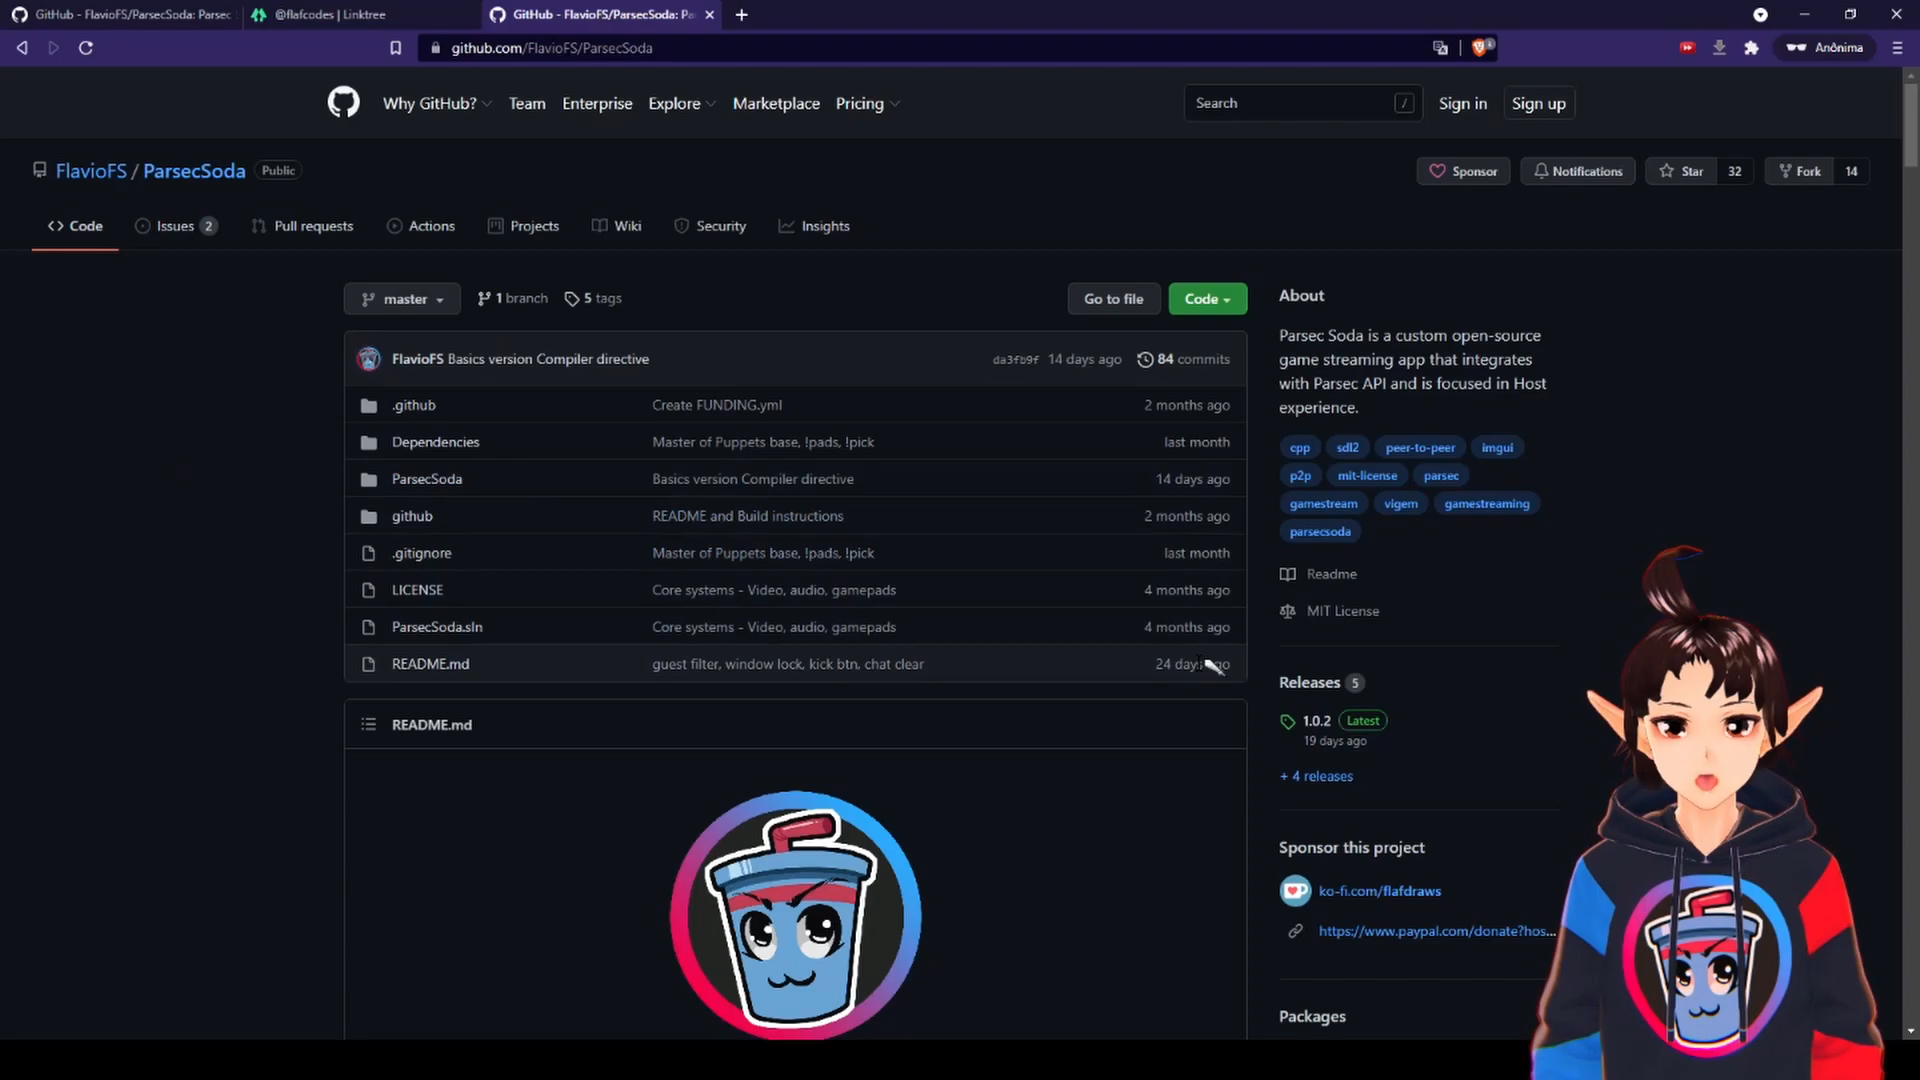 GitHub - FlavioFS/ParsecSoda: Parsec
@flafcodes | Linktree
GitHub - FlavioFS/ParsecSoda: Pa
github.com/FlavioFS/ParsecSoda
Anônima
Why GitHub?
Team
Enterprise
Explore
Marketplace
Pricing
Search
/
Sign in
Sign up
FlavioFS / ParsecSoda
Public
Sponsor
Notifications
Star
32
Fork
14
Code
Issues 2
Pull requests
Actions
Projects
Wiki
Security
Insights
master
1 branch
5 tags
Go to file
Code
FlavioFS Basics version Compiler directive
da3fb9f 14 days ago
84 commits
.github
Create FUNDING.yml
2 months ago
Dependencies
Master of Puppets base, !pads, !pick
last month
ParsecSoda
Basics version Compiler directive
14 days ago
github
README and Build instructions
2 months ago
.gitignore
Master of Puppets base, !pads, !pick
last month
LICENSE
Core systems - Video, audio, gamepads
4 months ago
ParsecSoda.sln
Core systems - Video, audio, gamepads
4 months ago
README.md
guest filter, window lock, kick btn, chat clear
24 days ago
README.md
About
Parsec Soda is a custom open-source
game streaming app that integrates
with Parsec API and is focused in Host
experience.
cpp
sdl2
peer-to-peer
imgui
p2p
mit-license
parsec
gamestream
vigem
gamestreaming
parsecsoda
Readme
MIT License
Releases 5
1.0.2 Latest
19 days ago
+ 4 releases
Sponsor this project
ko-fi.com/flafdraws
https://www.paypal.com/donate?hos...
Packages